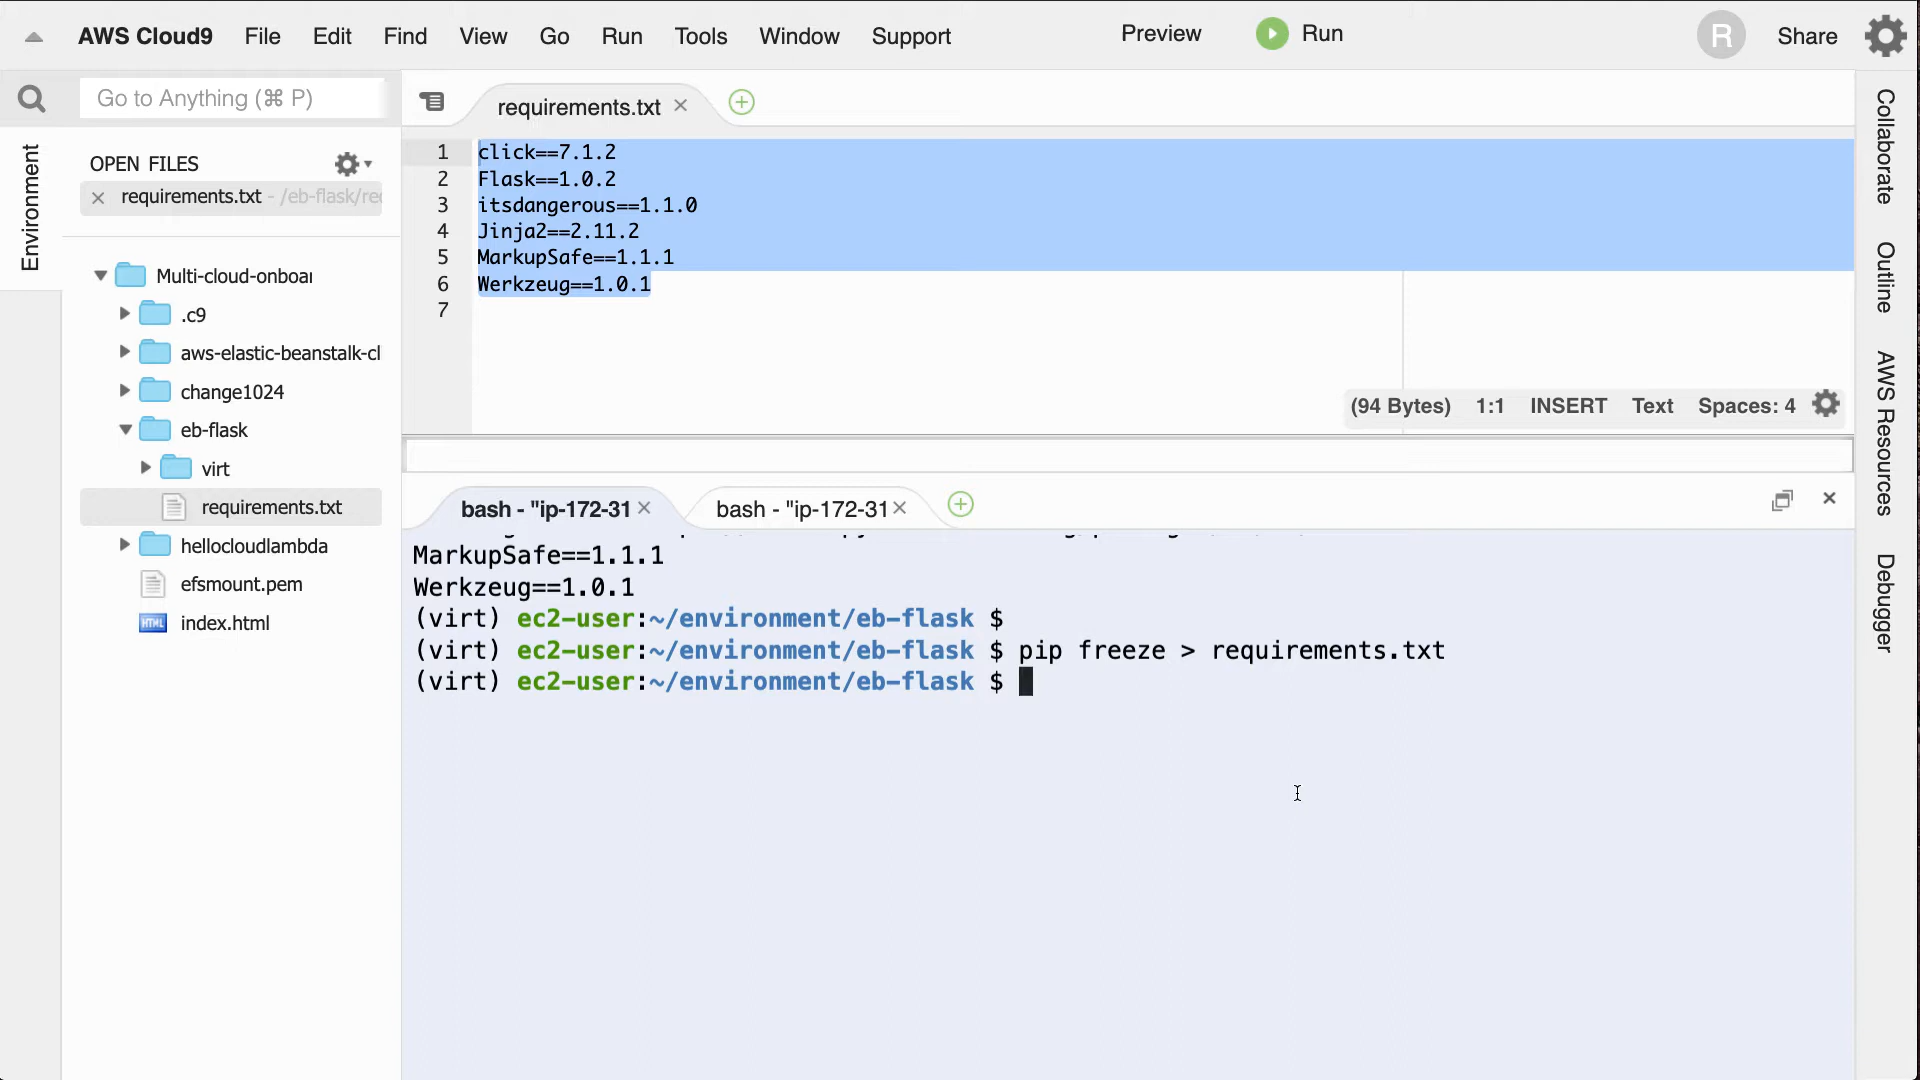 AWS Cloud9 File Edit Find View Go Run Tools Window Support Preview Run R Share
Go to Anything (⌘ P)
requirements.txt
Environment
OPEN FILES
requirements.txt - /eb-flask/re
Multi-cloud-onboar
.c9
aws-elastic-beanstalk-cl
change1024
eb-flask
virt
requirements.txt
hellocloudlambda
efsmount.pem
HTML index.html
1 click==7.1.2
2 Flask==1.0.2
3 itsdangerous==1.1.0
4 Jinja2==2.11.2
5 MarkupSafe==1.1.1
6 Werkzeug==1.0.1
7
(94 Bytes) 1:1 INSERT Text Spaces: 4
bash - "ip-172-31
bash - "ip-172-31
MarkupSafe==1.1.1
Werkzeug==1.0.1
(virt) ec2-user:~/environment/eb-flask $
(virt) ec2-user:~/environment/eb-flask $ pip freeze > requirements.txt
(virt) ec2-user:~/environment/eb-flask $
Collaborate
Outline
AWS Resources
Debugger